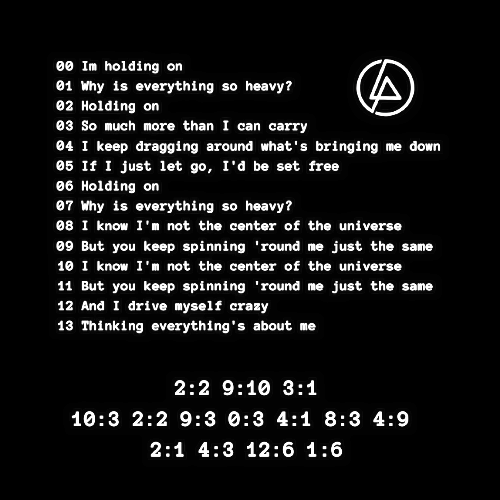 00 Im holding on
01 Why is everything so heavy?
02 Holding on
03 So much more than I can carry
04 I keep dragging around what's bringing me down
05 If I just let go, I'd be set free
06 Holding on
07 Why is everything so heavy?
08 I know I'm not the center of the universe
09 But you keep spinning 'round me just the same
10 I know I'm not the center of the universe
11 But you keep spinning 'round me just the same
12 And I drive myself crazy
13 Thinking everything's about me
2:2 9:10 3:1
10:3 2:2 9:3 0:3 4:1 8:3 4:9
2:1 4:3 12:6 1:6